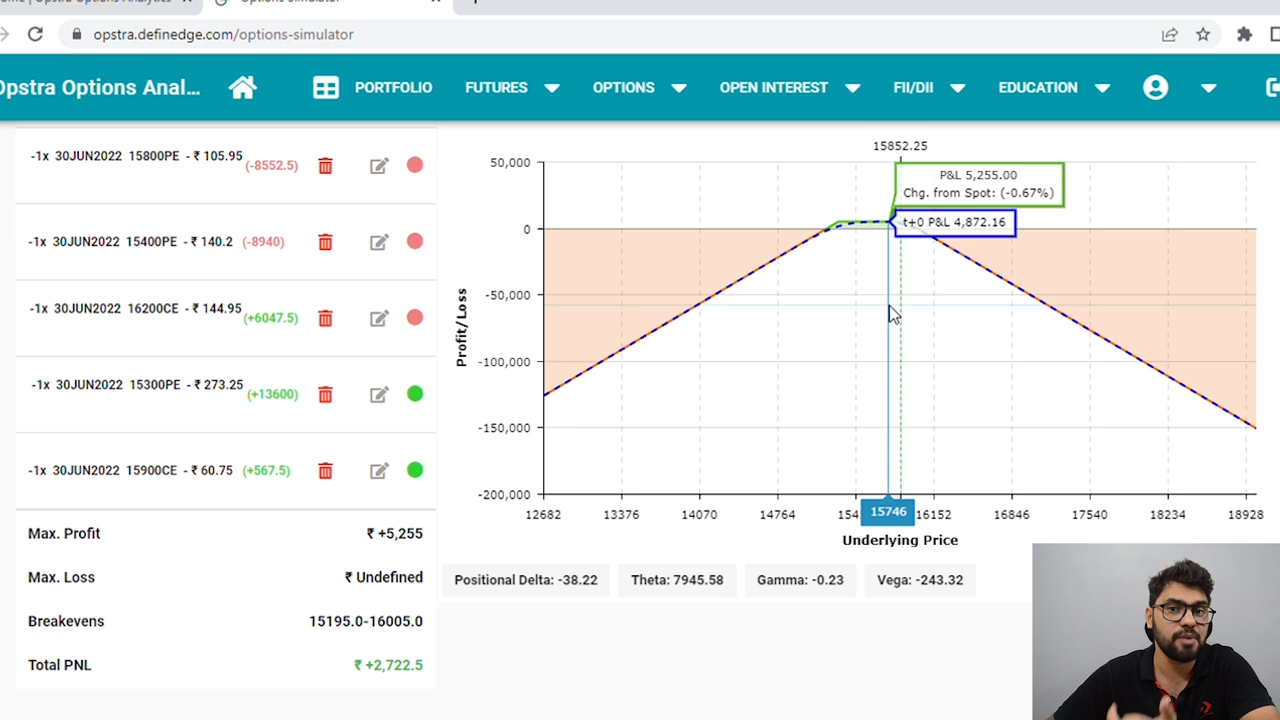 Opstra Options Analytics
Options Simulator
opstra.definedge.com/options-simulator
Opstra Options Anal...
PORTFOLIO
FUTURES
OPTIONS
OPEN INTEREST
FII/DII
EDUCATION
-1x 30JUN2022 15800PE - ₹ 105.95 (-8552.5)
-1x 30JUN2022 15400PE - ₹ 140.2 (-8940)
-1x 30JUN2022 16200CE - ₹ 144.95 (+6047.5)
-1x 30JUN2022 15300PE - ₹ 273.25 (+13600)
-1x 30JUN2022 15900CE - ₹ 60.75 (+567.5)
Max. Profit ₹ +5,255
Max. Loss ₹ Undefined
Breakevens 15195.0-16005.0
Total PNL ₹ +2,722.5
15852.25
P&L 5,255.00
Chg. from Spot: (-0.67%)
t+0 P&L 4,872.16
50,000
0
-50,000
-100,000
-150,000
-200,000
Profit/Loss
12682 13376 14070 14764 154 15746 16152 16846 17540 18234 18928
Underlying Price
Positional Delta: -38.22
Theta: 7945.58
Gamma: -0.23
Vega: -243.32